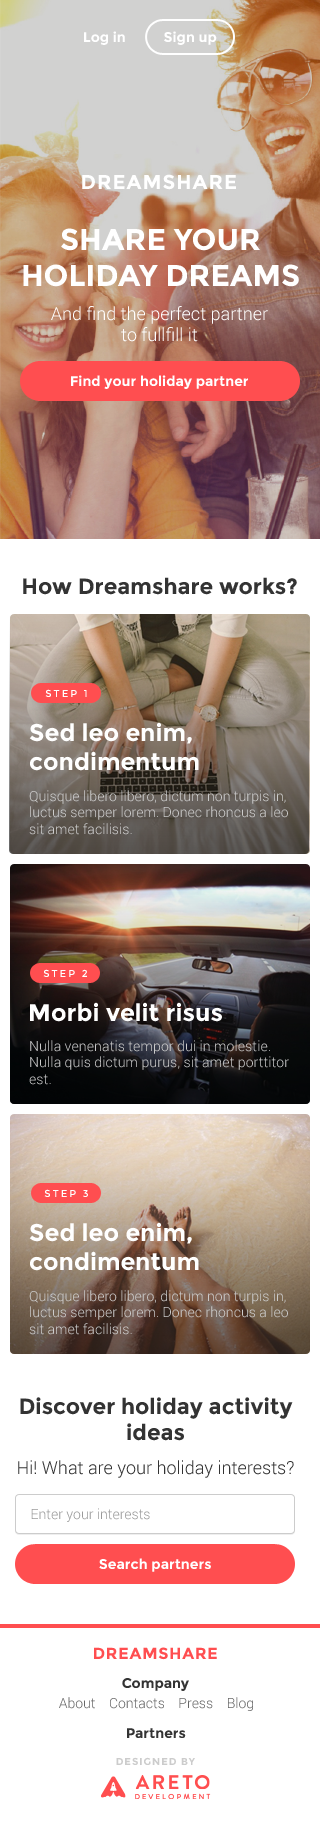 Log in Sign up
DREAMSHARE
SHARE YOUR
HOLIDAY DREAMS
And find the perfect partner
to fullfill it
Find your holiday partner
How Dreamshare works?
STEP 1
Sed leo enim,
condimentum
Quisque libero libero, dictum non turpis in,
luctus semper lorem. Donec rhoncus a leo
sit amet facilisis.
STEP 2
Morbi velit risus
Nulla venenatis tempor dui in molestie.
Nulla quis dictum purus, sit amet porttitor
est.
STEP 3
Sed leo enim,
condimentum
Quisque libero libero, dictum non turpis in,
luctus semper lorem. Donec rhoncus a leo
sit amet facilisis.
Discover holiday activity
ideas
Hi! What are your holiday interests?
Enter your interests
Search partners
DREAMSHARE
Company
About Contacts Press Blog
Partners
DESIGNED BY
ARETO
DEVELOPMENT